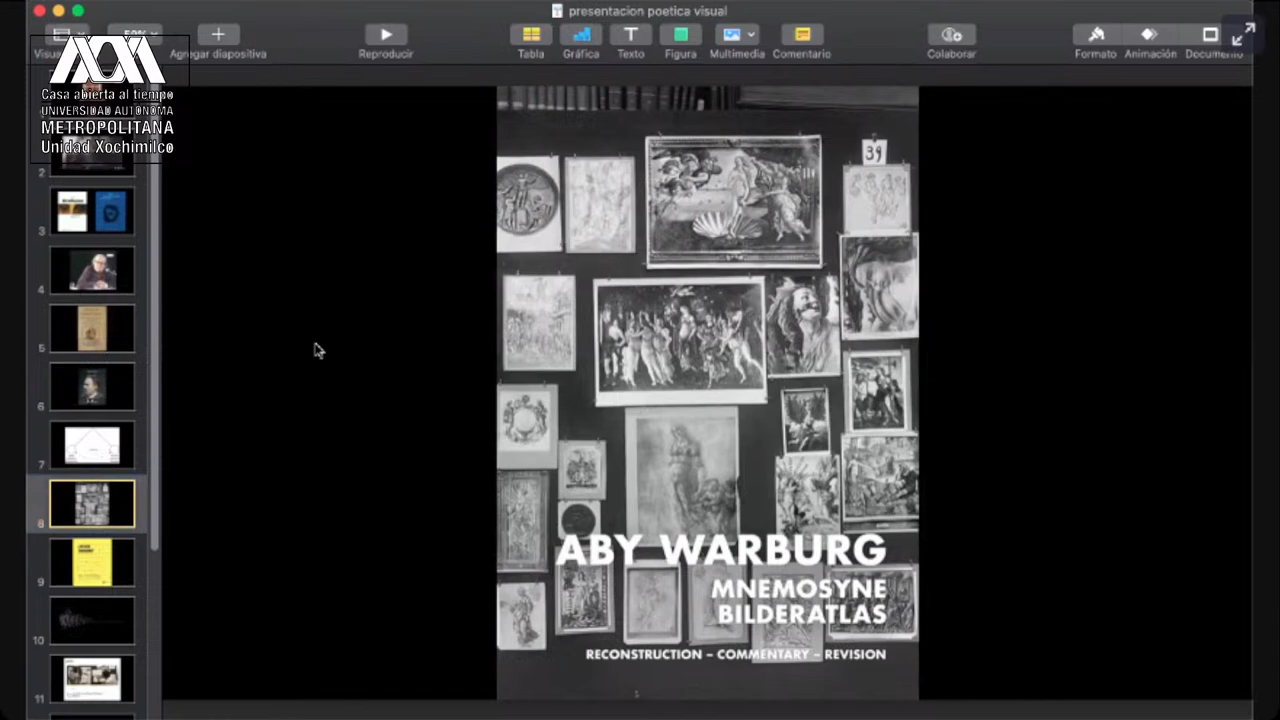 presentacion poetica visual
50%
Agregar diapositiva
Reproducir
Tabla
Gráfica
Texto
Figura
Multimedia
Comentario
Colaborar
Formato
Animación
Casa abierta al tiempo
UNIVERSIDAD AUTÓNOMA
METROPOLITANA
Unidad Xochimilco
2
3
4
5
6
7
8
9
10
11
39
ABY WARBURG
MNEMOSYNE
BILDERATLAS
RECONSTRUCTION – COMMENTARY – REVISION